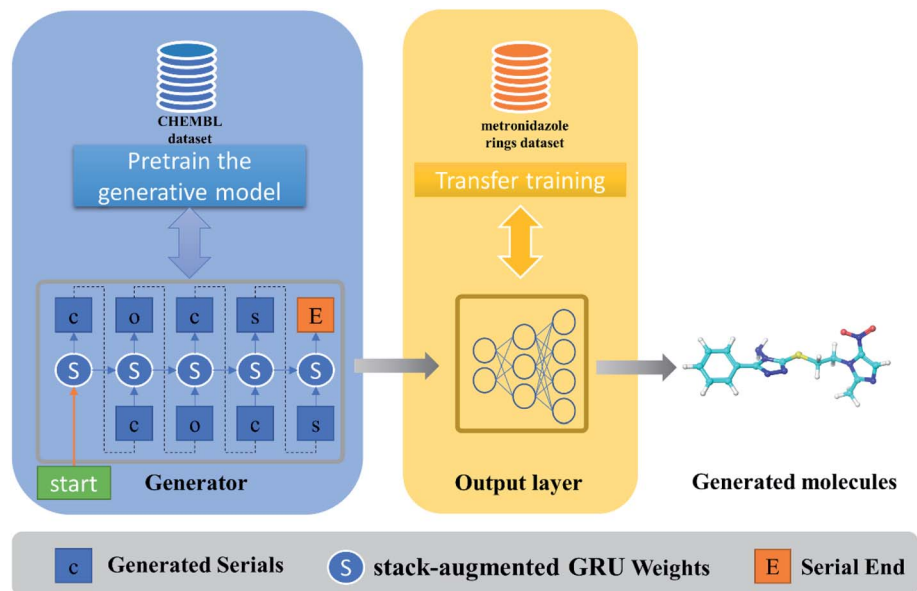 CHEMBL
dataset
Pretrain the
generative model
c o c s E
S S S S S
c o c s
start
Generator
metronidazole
rings dataset
Transfer training
Output layer
Generated molecules
c Generated Serials
S stack-augmented GRU Weights
E Serial End